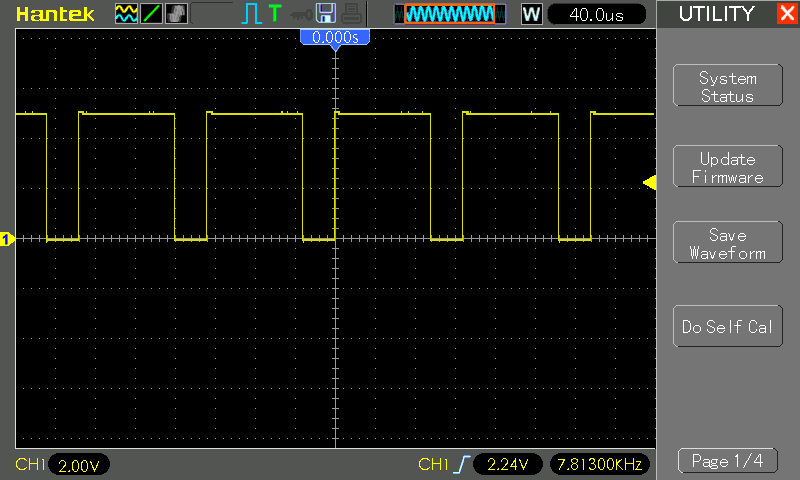 Hantek
T
W
40.0us
UTILITY
0.000s
System
Status
Update
Firmware
1
Save
Waveform
Do Self Cal
CH1 2.00V
CH1 2.24V 7.81300KHz
Page 1/4